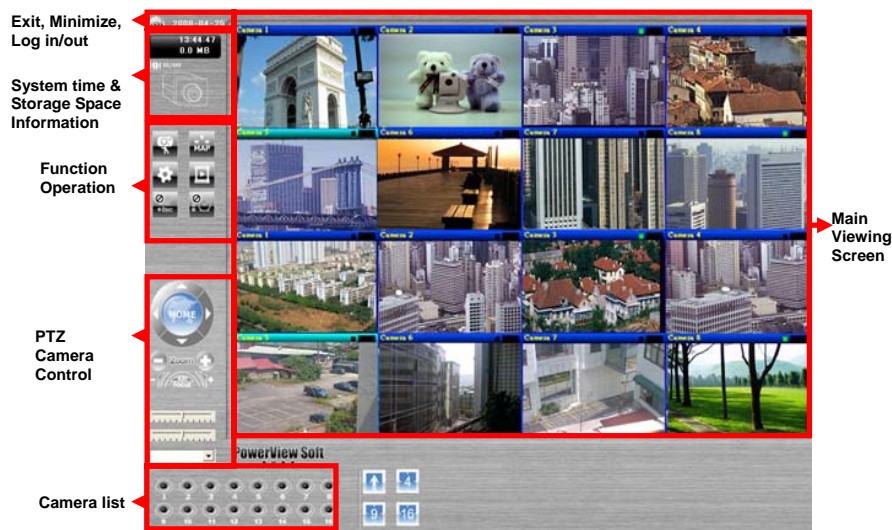 Exit, Minimize,
Log in/out
System time &
Storage Space
Information
Function
Operation
PTZ
Camera
Control
Camera list
Main
Viewing
Screen
2008-04-25
13:44:47
0.0 MB
MAP
HOME
Zoom
FOCUS
Camera 1
Camera 2
Camera 3
Camera 4
Camera 5
Camera 6
Camera 7
Camera 8
Camera 1
Camera 2
Camera 3
Camera 4
Camera 5
Camera 6
Camera 7
Camera 8
PowerView Soft
1 2 3 4 5 6 7 8
9 10 11 12 13 14 15 16
4
9 16